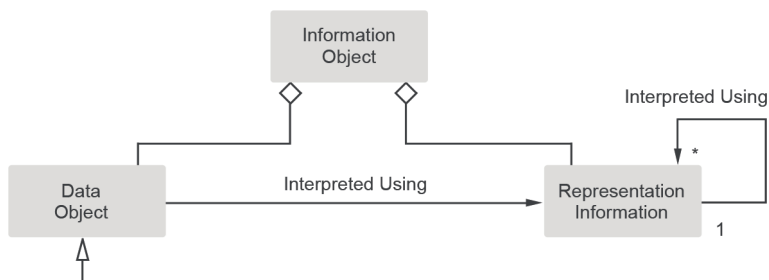 Information
Object
Interpreted Using
*
Data
Object
Interpreted Using
Representation
Information
1